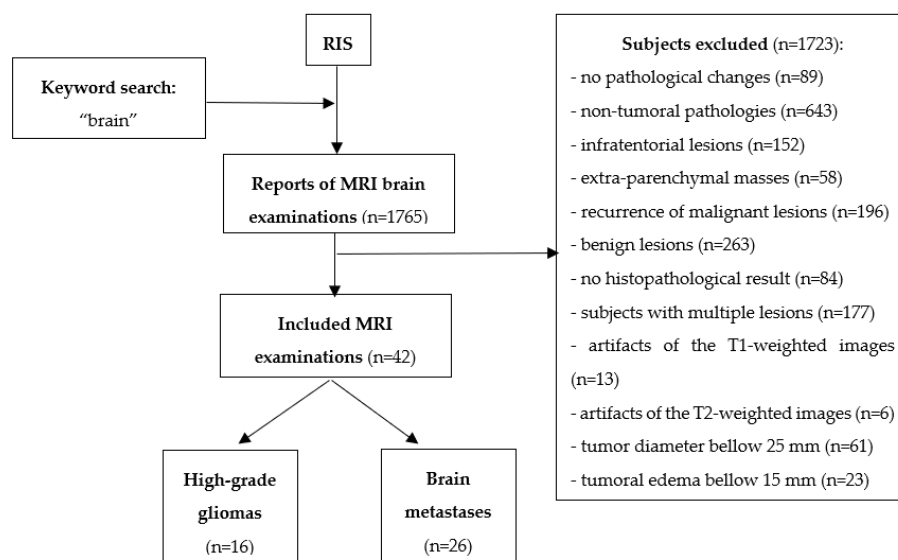 RIS
Keyword search:
“brain”
Reports of MRI brain
examinations (n=1765)
Included MRI
examinations (n=42)
High-grade
gliomas
(n=16)
Brain
metastases
(n=26)
Subjects excluded (n=1723):
- no pathological changes (n=89)
- non-tumoral pathologies (n=643)
- infratentorial lesions (n=152)
- extra-parenchymal masses (n=58)
- recurrence of malignant lesions (n=196)
- benign lesions (n=263)
- no histopathological result (n=84)
- subjects with multiple lesions (n=177)
- artifacts of the T1-weighted images
(n=13)
- artifacts of the T2-weighted images (n=6)
- tumor diameter bellow 25 mm (n=61)
- tumoral edema bellow 15 mm (n=23)